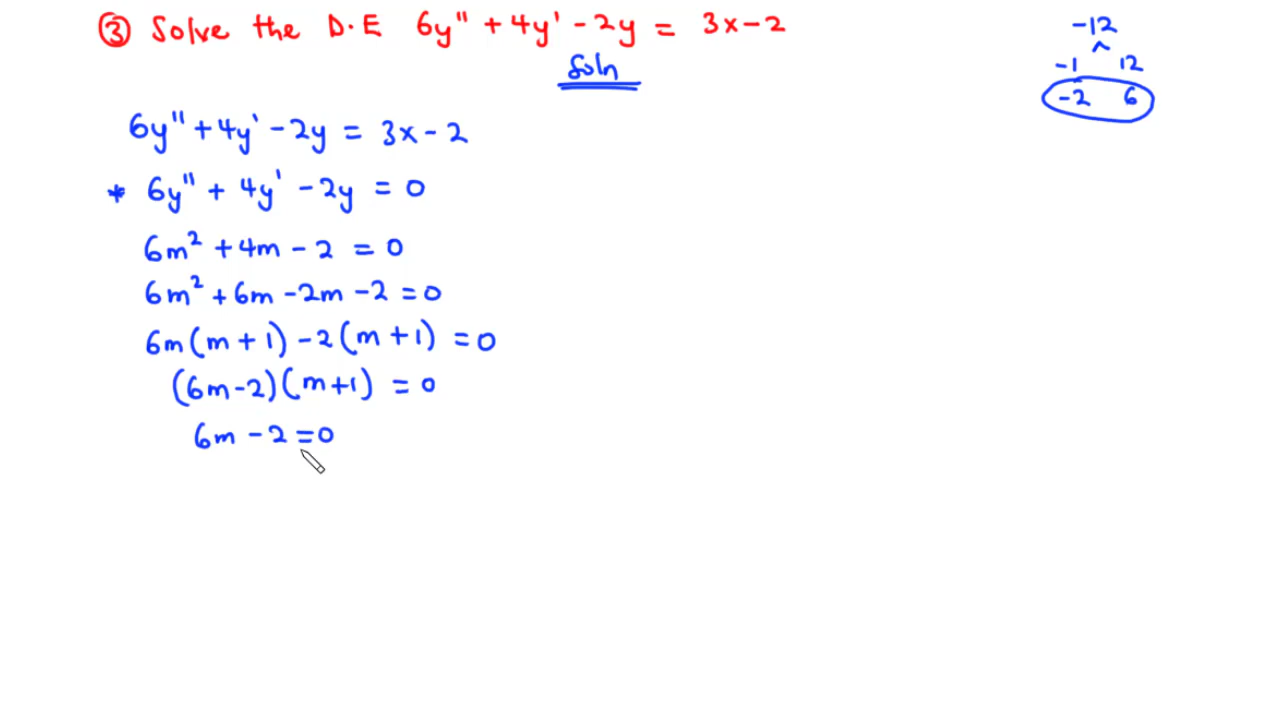 ③ Solve the D.E 6y'' + 4y' - 2y = 3x - 2
Soln
6y'' + 4y' - 2y = 3x - 2
* 6y'' + 4y' - 2y = 0
6m² + 4m - 2 = 0
6m² + 6m - 2m - 2 = 0
6m(m + 1) - 2(m + 1) = 0
(6m - 2)(m + 1) = 0
6m - 2 = 0
-12
^
-1 12
-2 6